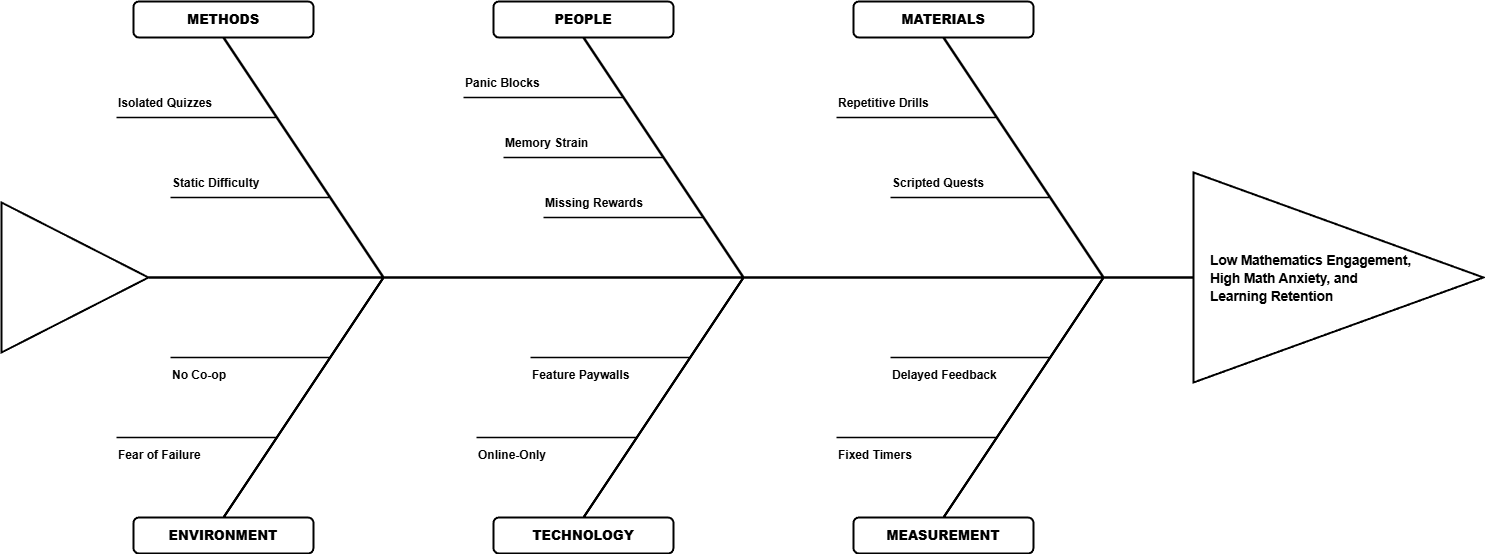 METHODS
PEOPLE
MATERIALS
Panic Blocks
Isolated Quizzes
Repetitive Drills
Memory Strain
Static Difficulty
Scripted Quests
Missing Rewards
Low Mathematics Engagement,
High Math Anxiety, and
Learning Retention
No Co-op
Feature Paywalls
Delayed Feedback
Fear of Failure
Online-Only
Fixed Timers
ENVIRONMENT
TECHNOLOGY
MEASUREMENT